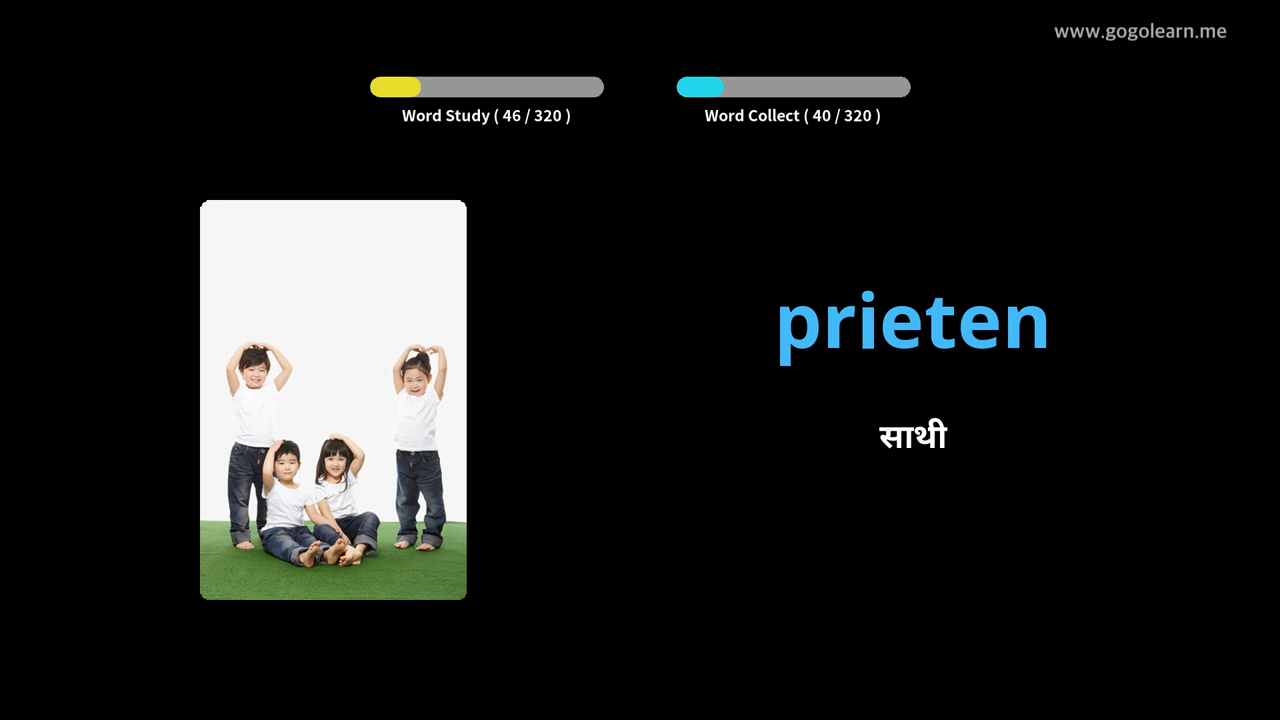 www.gogolearn.me
Word Study ( 46 / 320 )
Word Collect ( 40 / 320 )
prieten
साथी